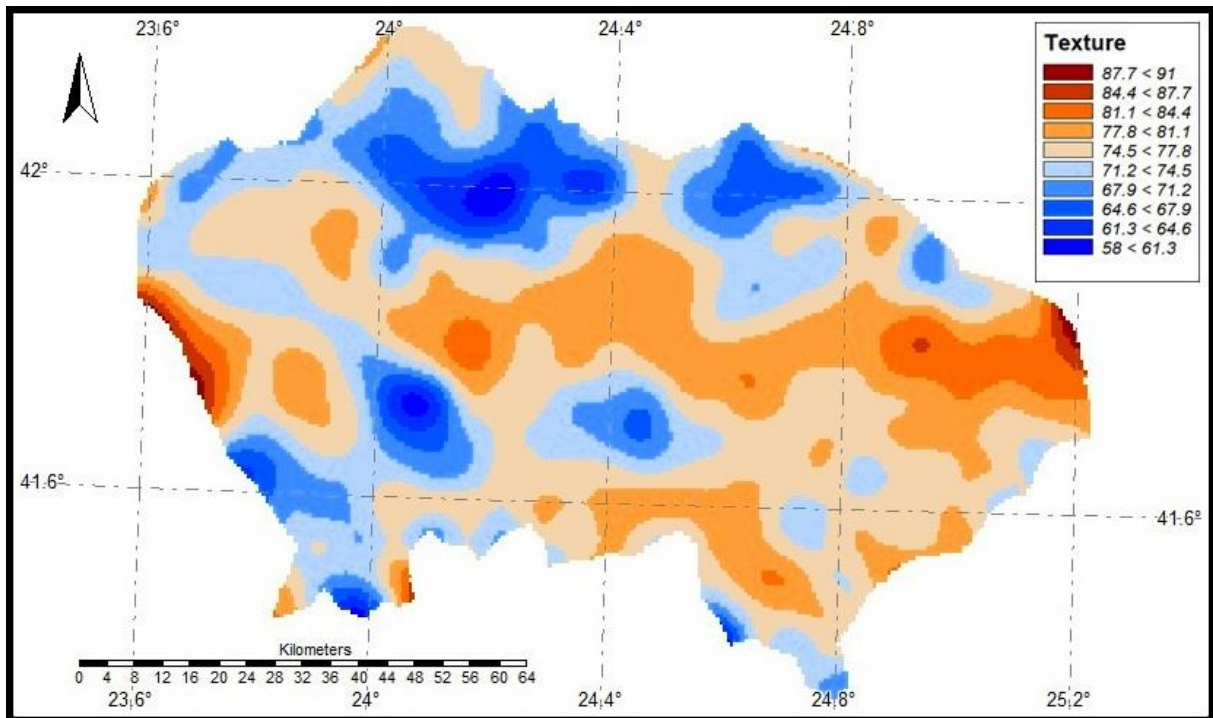 23.6° 24° 24.4° 24.8°
Texture
87.7 < 91
84.4 < 87.7
81.1 < 84.4
77.8 < 81.1
74.5 < 77.8
71.2 < 74.5
67.9 < 71.2
64.6 < 67.9
61.3 < 64.6
58 < 61.3
42°
41.6°
41.6°
Kilometers
0 4 8 12 16 20 24 28 32 36 40 44 48 52 56 60 64
23.6° 24° 24.4° 24.8° 25.2°